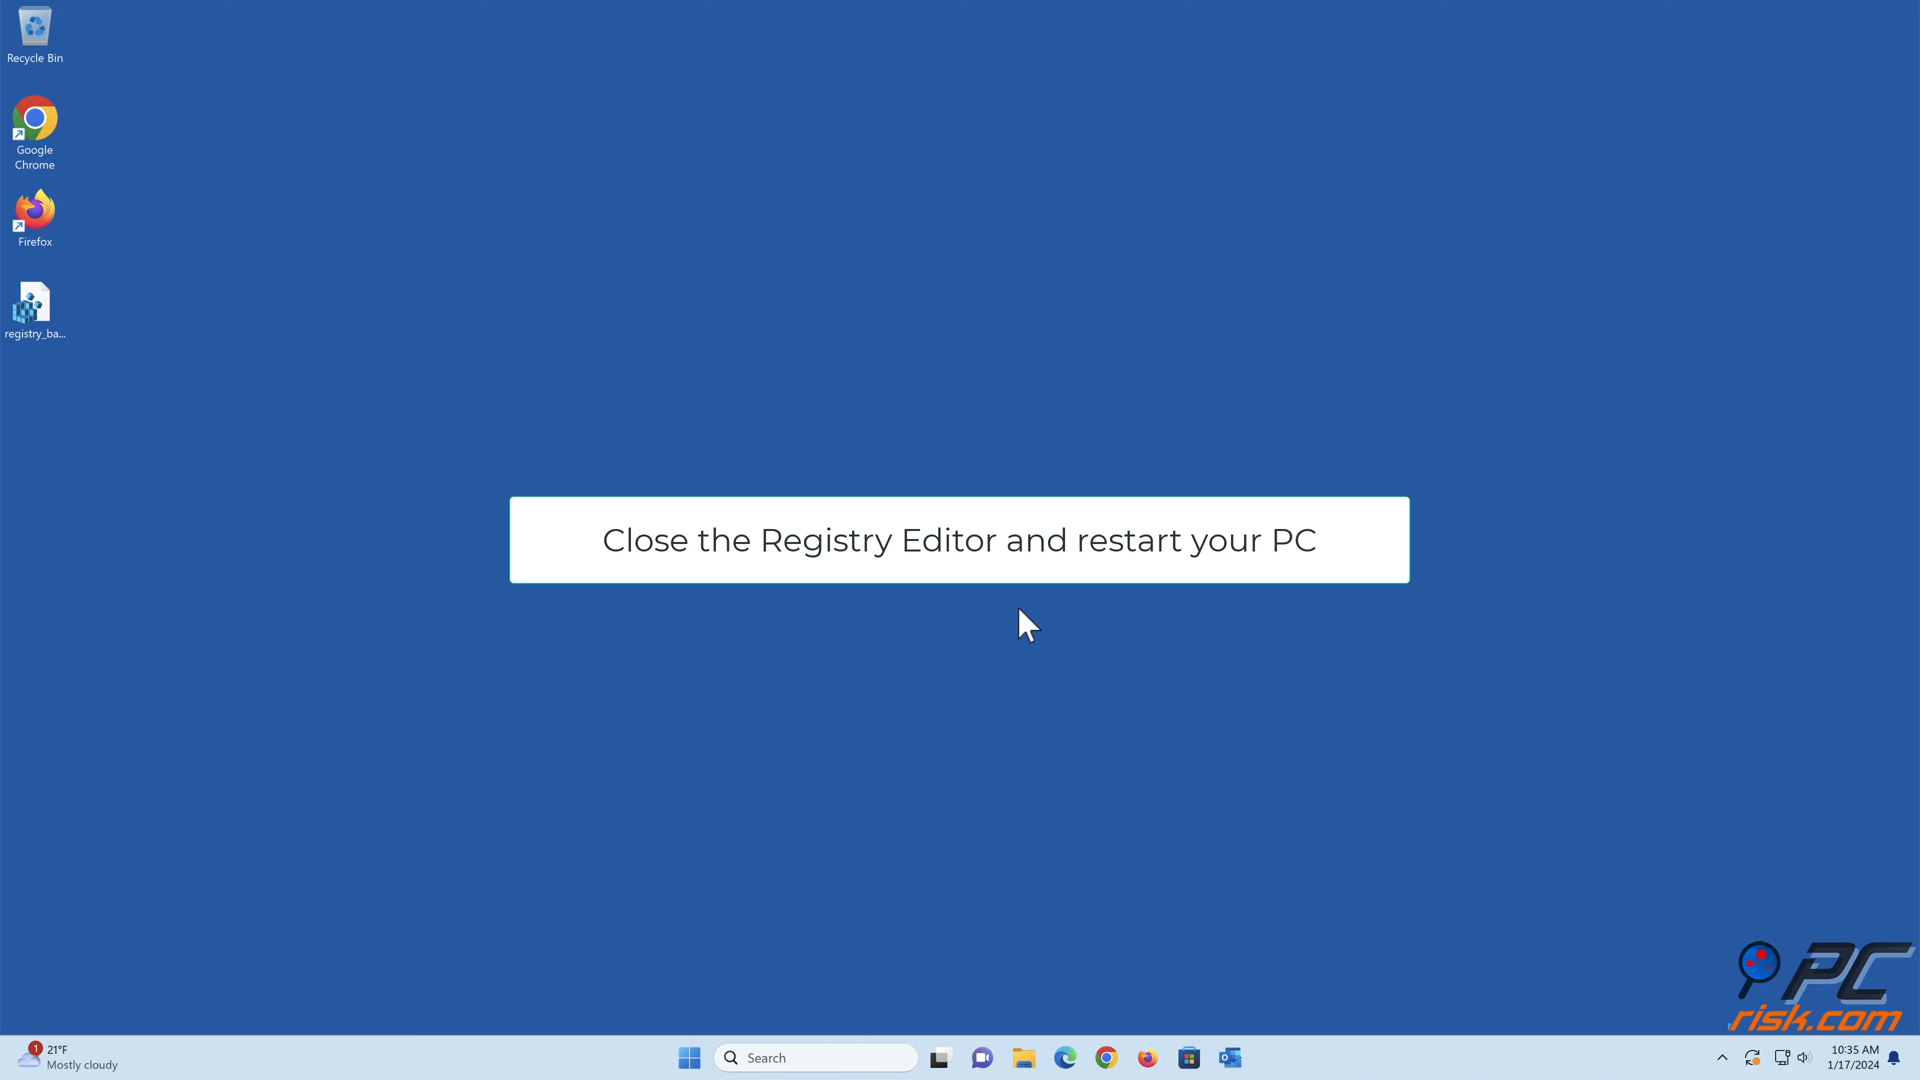 Recycle Bin
Google
Chrome
Firefox
registry_ba...
Close the Registry Editor and restart your PC
PC
risk.com
1
21°F
Mostly cloudy
Search
10:35 AM
1/17/2024